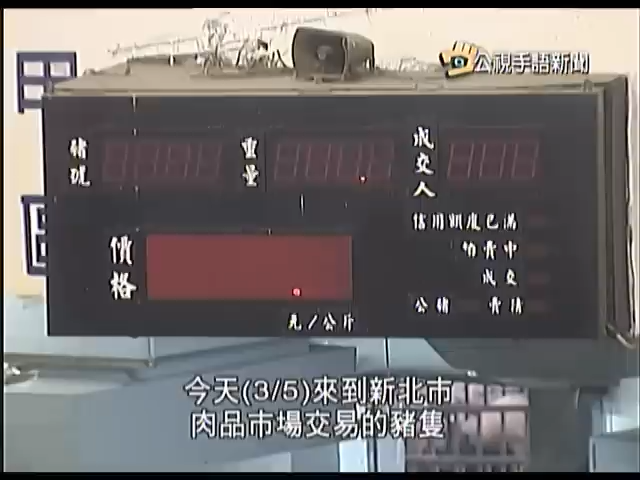 公視手語新聞
豬號
重量
成交人
信用額度已滿
拍賣中
成交
公豬 賣清
價格
元/公斤
今天(3/5)來到新北市
肉品市場交易的豬隻